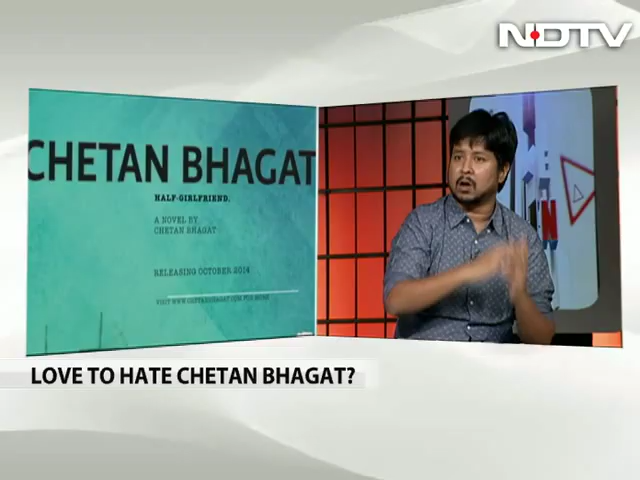 NDTV
CHETAN BHAGAT
HALF-GIRLFRIEND.
A NOVEL BY
CHETAN BHAGAT
RELEASING OCTOBER 2014
LOVE TO HATE CHETAN BHAGAT?